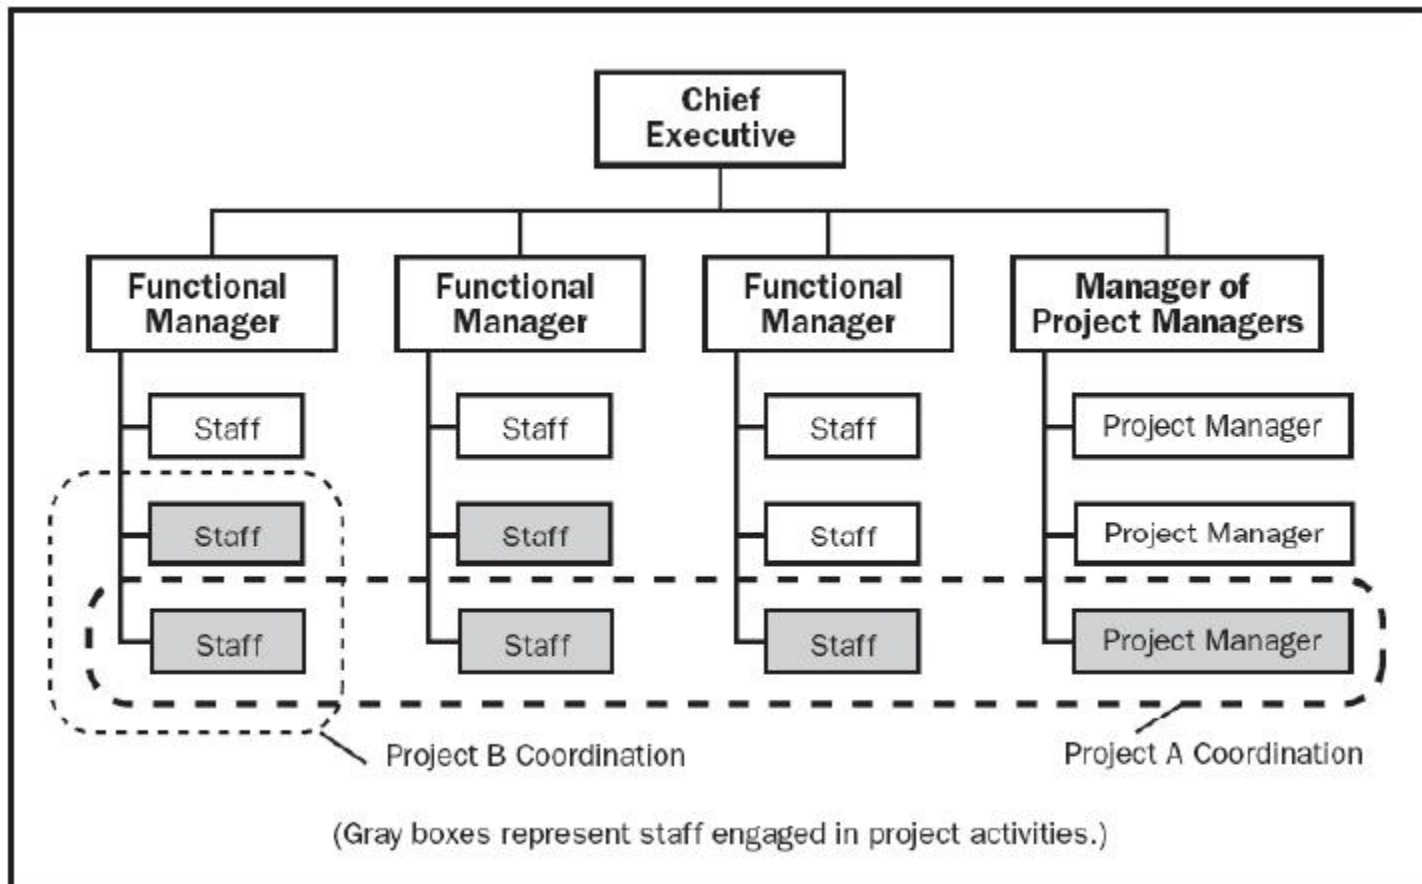 Chief
Executive
Functional
Manager
Functional
Manager
Functional
Manager
Manager of
Project Managers
Staff
Staff
Staff
Project Manager
Staff
Staff
Staff
Project Manager
Staff
Staff
Staff
Project Manager
Project B Coordination
Project A Coordination
(Gray boxes represent staff engaged in project activities.)